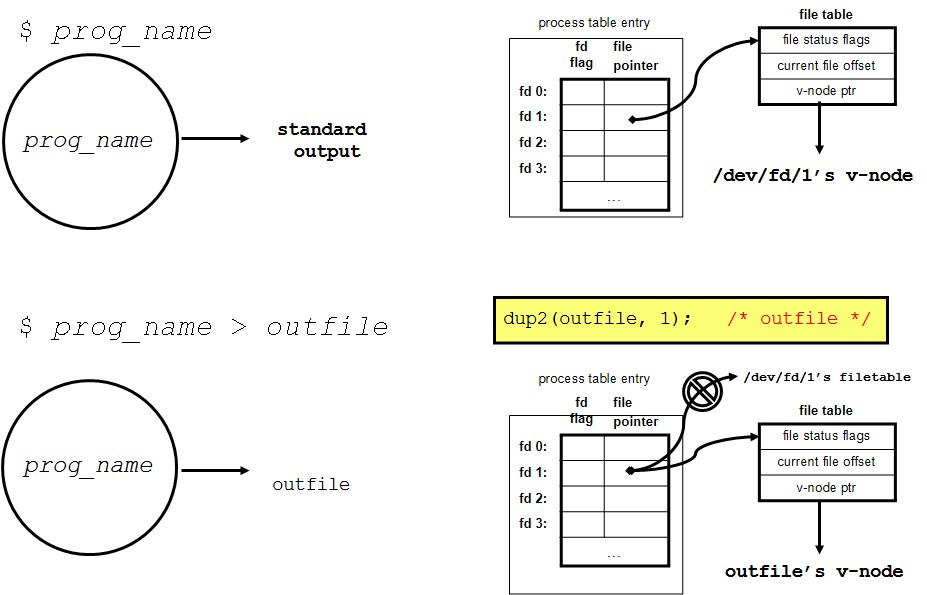 $ prog_name
prog_name
standard
output
process table entry
fd
flag
file
pointer
fd 0:
fd 1:
fd 2:
fd 3:
...
file table
file status flags
current file offset
v-node ptr
/dev/fd/1’s v-node
$ prog_name > outfile
prog_name
outfile
dup2(outfile, 1); /* outfile */
process table entry
/dev/fd/1’s filetable
fd
flag
file
pointer
fd 0:
fd 1:
fd 2:
fd 3:
...
file table
file status flags
current file offset
v-node ptr
outfile’s v-node